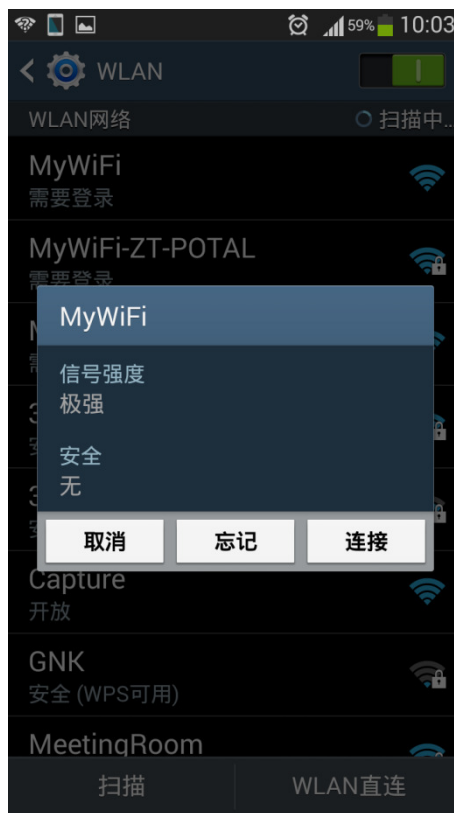 59% 10:03
WLAN
WLAN网络 扫描中..
MyWiFi
需要登录
MyWiFi-ZT-POTAL
需要登录
MyWiFi
信号强度
极强
安全
无
取消 忘记 连接
Capture
开放
GNK
安全 (WPS可用)
MeetingRoom
扫描 WLAN直连